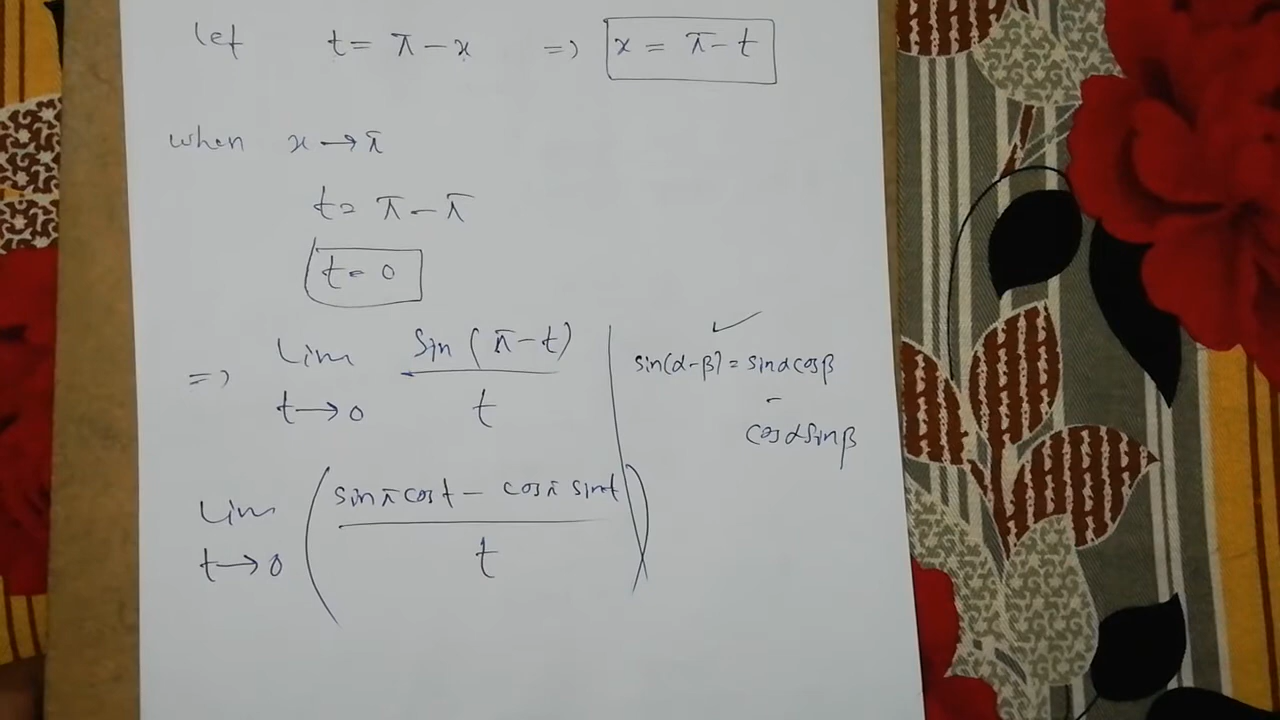 let t = π − x => x = π − t
when x → π
t = π − π
t = 0
=> Lim t→0 Sin (π − t) / t
sin(α−β) = sinα cosβ
−
cosα sinβ
Lim t→0 ( sinπ cost − cosπ sint / t )